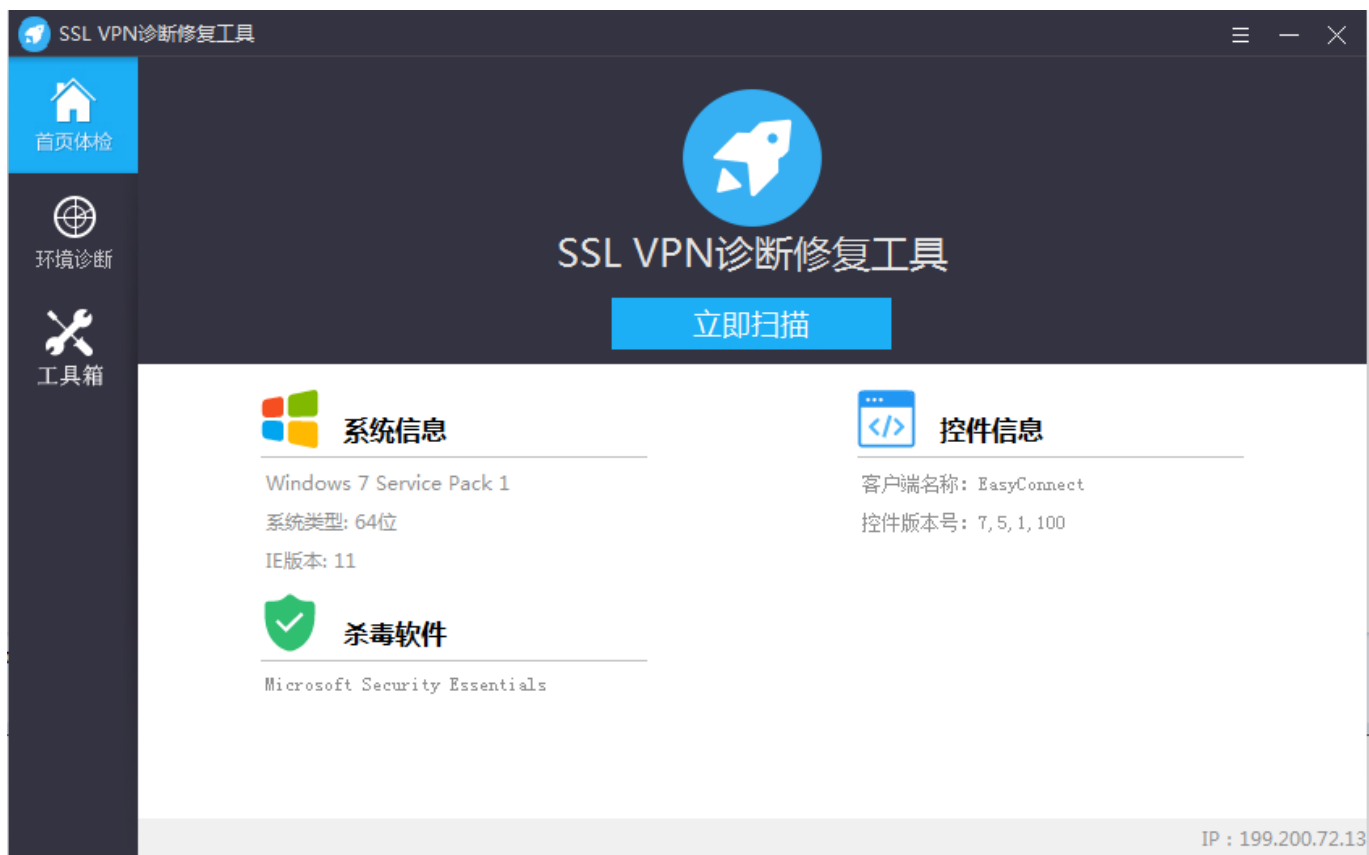 SSL VPN诊断修复工具
首页体检
环境诊断
工具箱
SSL VPN诊断修复工具
立即扫描
系统信息
Windows 7 Service Pack 1
系统类型: 64位
IE版本: 11
控件信息
客户端名称: EasyConnect
控件版本号: 7,5,1,100
杀毒软件
Microsoft Security Essentials
IP : 199.200.72.13